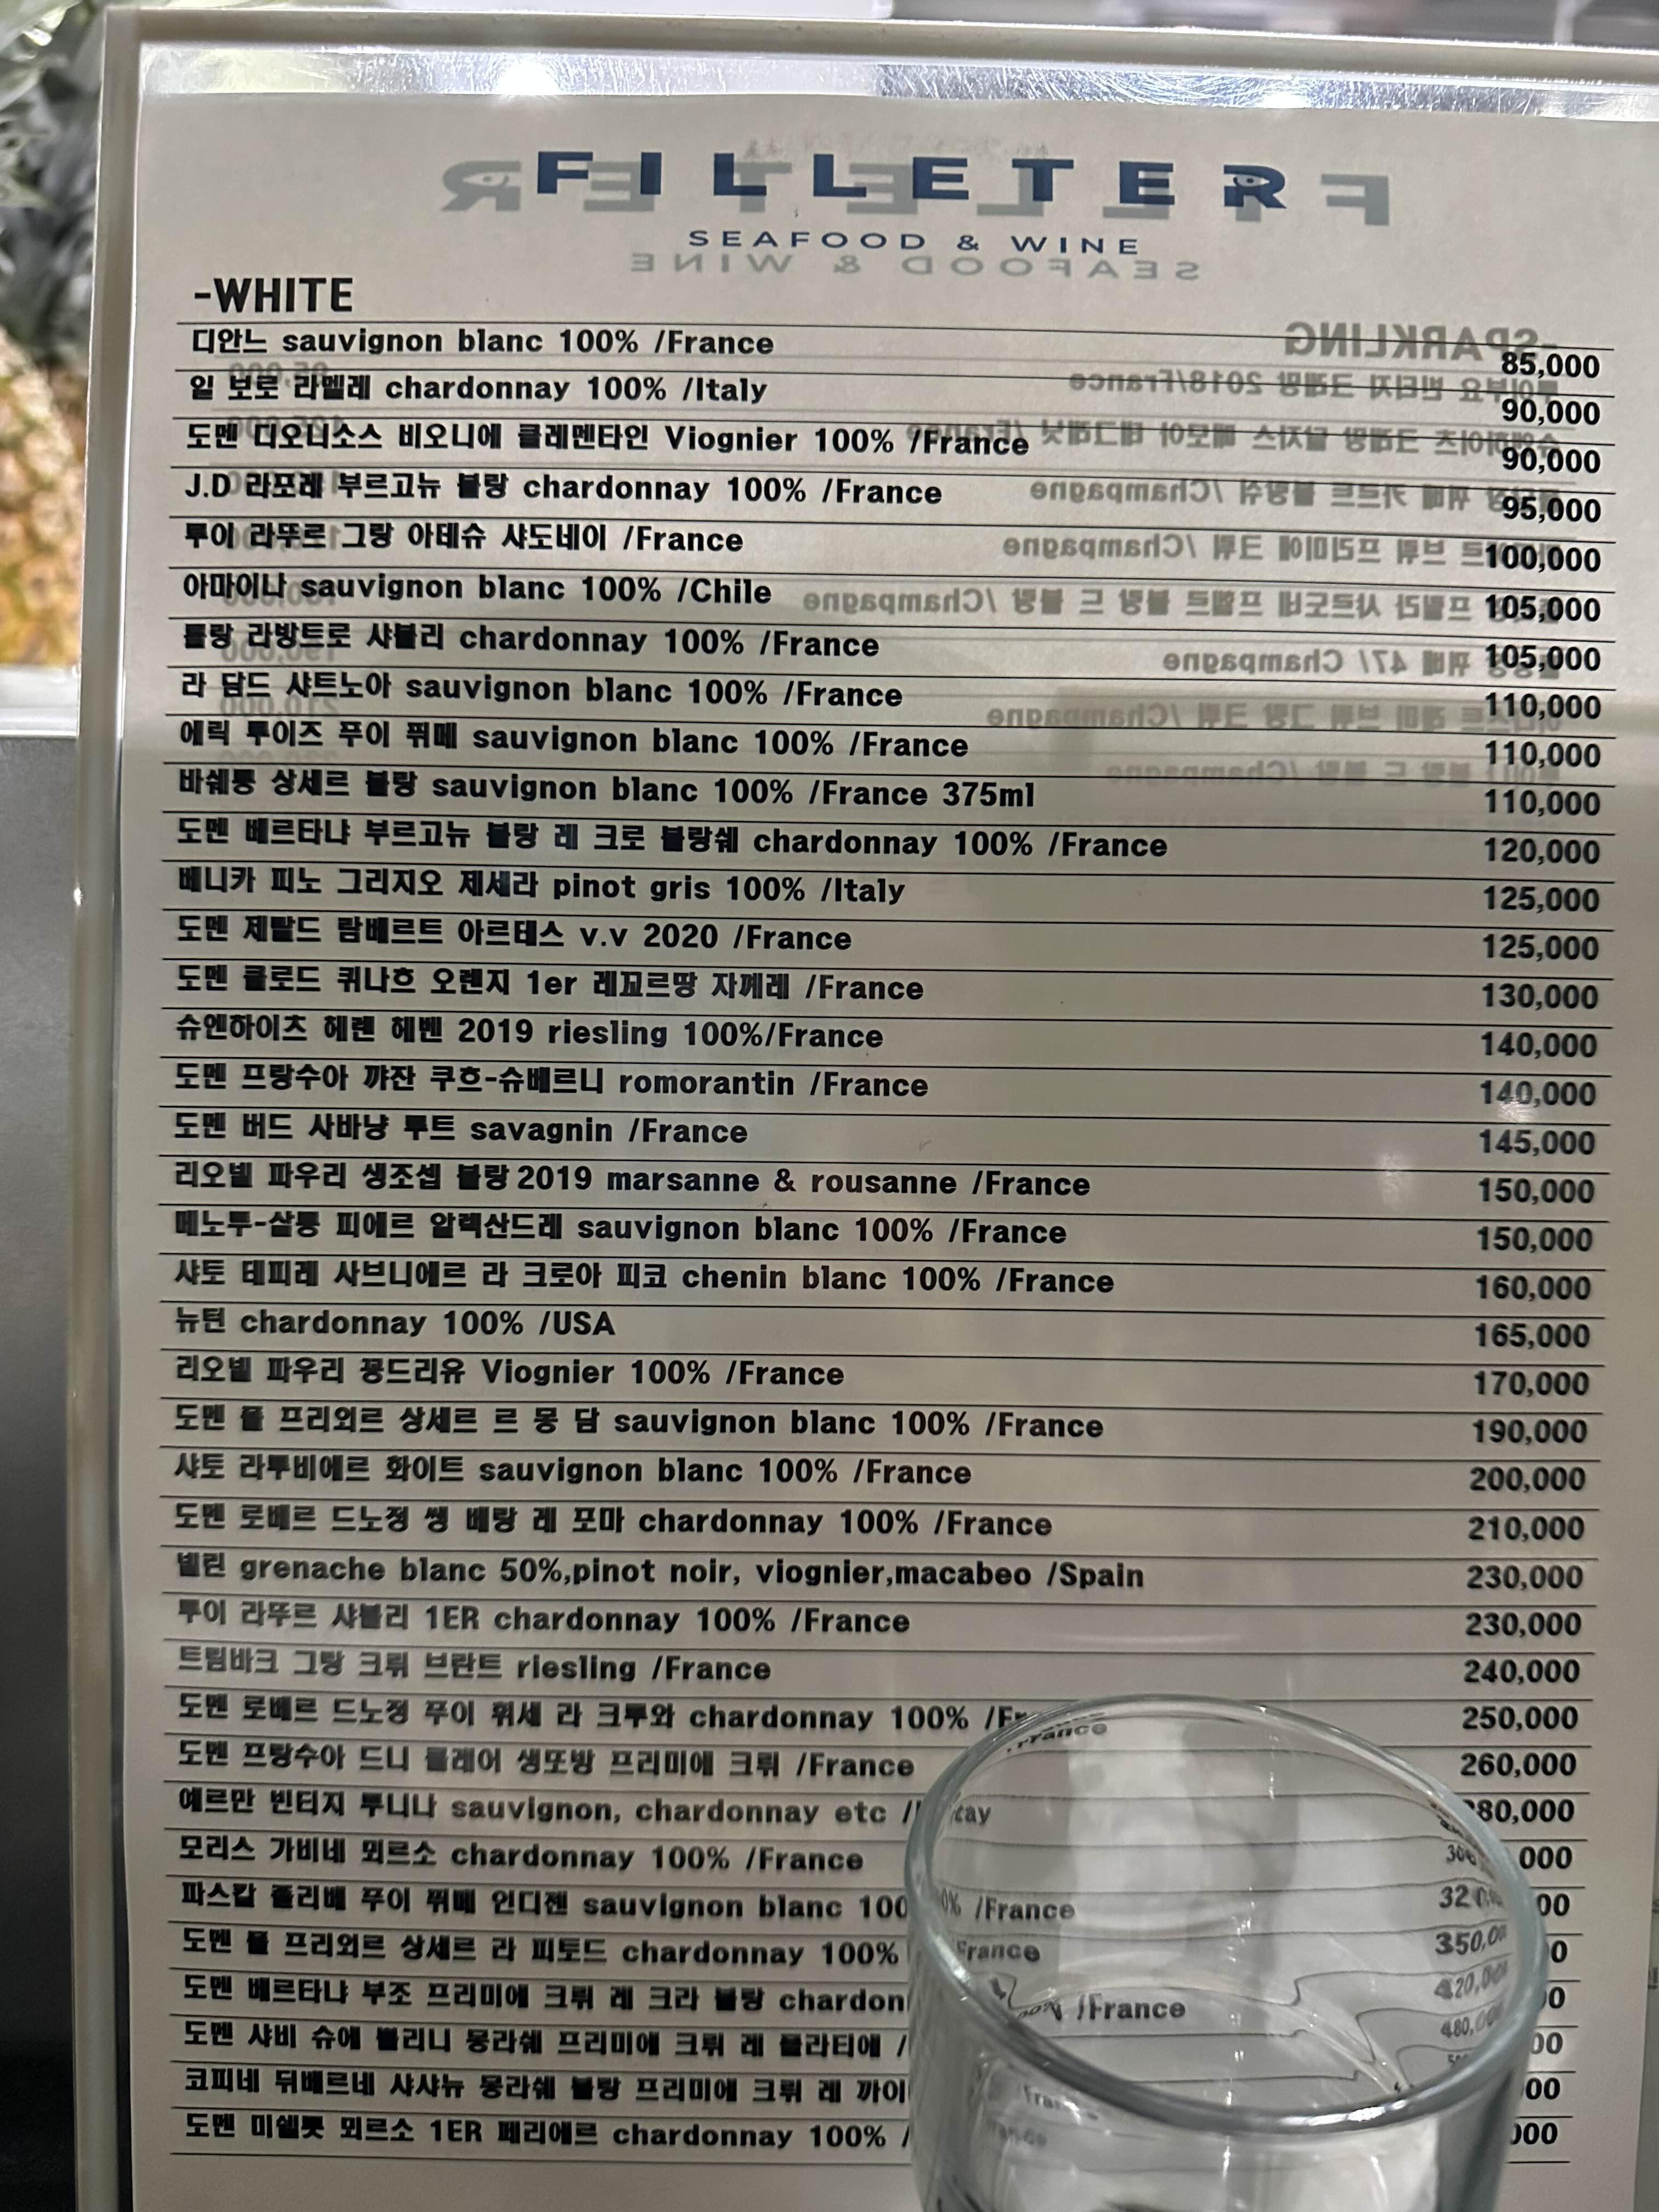 FILLETER
SEAFOOD & WINE
-WHITE
디안느 sauvignon blanc 100% /France 85,000
일 보로 라멜레 chardonnay 100% /Italy 90,000
도멘 디오니소스 비오니에 클레멘타인 Viognier 100% /France 90,000
J.D 라포레 부르고뉴 블랑 chardonnay 100% /France 95,000
루이 라뚜르 그랑 아데슈 샤도네이 /France 100,000
아마이나 sauvignon blanc 100% /Chile 105,000
롤랑 라방트로 샤블리 chardonnay 100% /France 105,000
라 담드 샤트노아 sauvignon blanc 100% /France 110,000
에릭 루이즈 푸이 퓌메 sauvignon blanc 100% /France 110,000
바쉐롱 상세르 블랑 sauvignon blanc 100% /France 375ml 110,000
도멘 베르타냐 부르고뉴 블랑 레 크로 블랑쉐 chardonnay 100% /France 120,000
베니카 피노 그리지오 제세라 pinot gris 100% /Italy 125,000
도멘 제랄드 람베르트 아르테스 v.v 2020 /France 125,000
도멘 클로드 퀴나흐 오렌지 1er 레꼬르땅 자께레 /France 130,000
슈엔하이츠 헤렌 헤벤 2019 riesling 100%/France 140,000
도멘 프랑수아 꺄잔 쿠흐-슈베르니 romorantin /France 140,000
도멘 버드 사바냥 루트 savagnin /France 145,000
리오넬 파우리 생조셉 블랑 2019 marsanne & rousanne /France 150,000
메노투-살롱 피에르 알렉산드레 sauvignon blanc 100% /France 150,000
샤토 테피레 사브니에르 라 크로아 피코 chenin blanc 100% /France 160,000
뉴턴 chardonnay 100% /USA 165,000
리오넬 파우리 꽁드리유 Viognier 100% /France 170,000
도멘 폴 프리외르 상세르 르 몽 담 sauvignon blanc 100% /France 190,000
샤토 라투비에르 화이트 sauvignon blanc 100% /France 200,000
도멘 로베르 드노정 쌩 베랑 레 포마 chardonnay 100% /France 210,000
벨린 grenache blanc 50%,pinot noir, viognier,macabeo /Spain 230,000
루이 라뚜르 샤블리 1ER chardonnay 100% /France 230,000
트림바크 그랑 크뤼 브란트 riesling /France 240,000
도멘 로베르 드노정 푸이 휘세 라 크루와 chardonnay 100% 250,000
도멘 프랑수아 드니 클레어 생또방 프리미에 크뤼 /France 260,000
예르만 빈티지 투니나 sauvignon, chardonnay etc
모리스 가비네 뫼르소 chardonnay 100% /France
파스칼 졸리베 푸이 퓌메 인디젠 sauvignon blanc 100% /France
도멘 폴 프리외르 상세르 라 피토드 chardonnay 100% France 350,000
도멘 베르타냐 부조 프리미에 크뤼 레 크라 블랑 /France
도멘 샤비 슈에 쀨리니 몽라쉐 프리미에 크뤼 레 폴라티에
코피네 뒤베르네 샤샤뉴 몽라쉐 블랑 프리미에 크뤼 레
도멘 미쉘톳 뫼르소 1ER 페리에르 chardonnay 100%